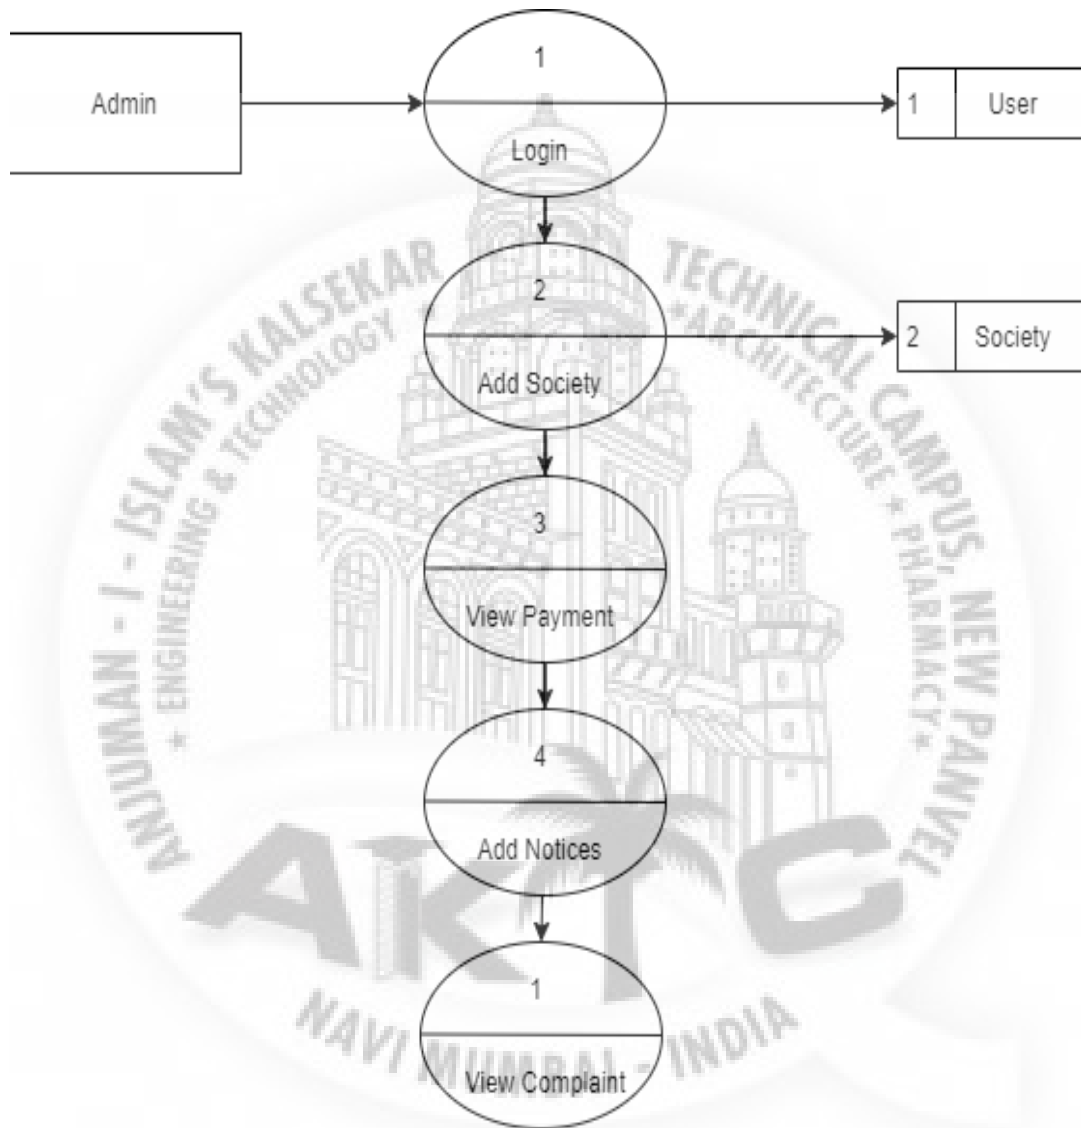 1
Admin
1 User
Login
2
2 Society
Add Society
3
View Payment
4
Add Notices
1
View Complaint
ANJUMAN - I - ISLAM'S KALSEKAR TECHNICAL CAMPUS, NEW PANVEL
★ ENGINEERING & TECHNOLOGY ★ ARCHITECTURE ★ PHARMACY ★
AKTC
NAVI MUMBAI - INDIA